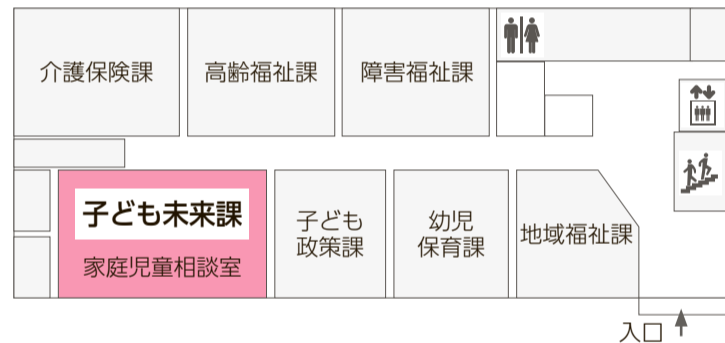 介護保険課
高齢福祉課
障害福祉課
子ども未来課
家庭児童相談室
子ども
政策課
幼児
保育課
地域福祉課
入口